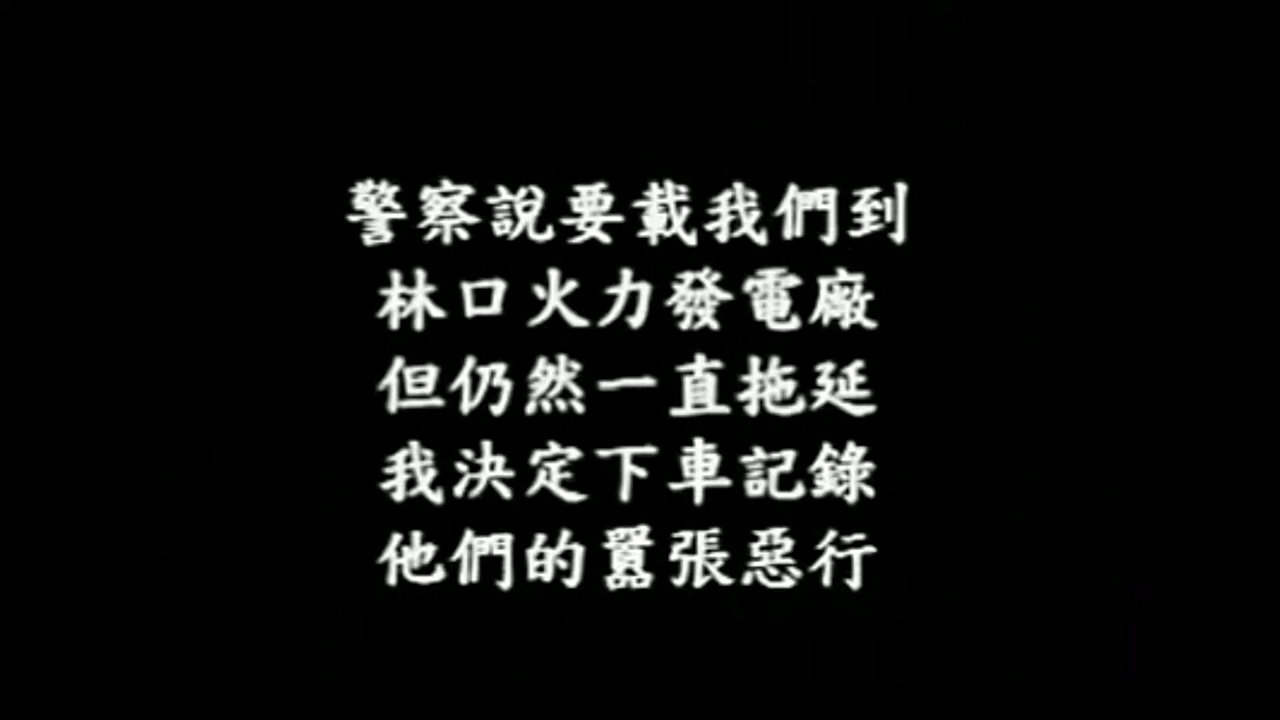 警察說要載我們到
林口火力發電廠
但仍然一直拖延
我決定下車記錄
他們的囂張惡行